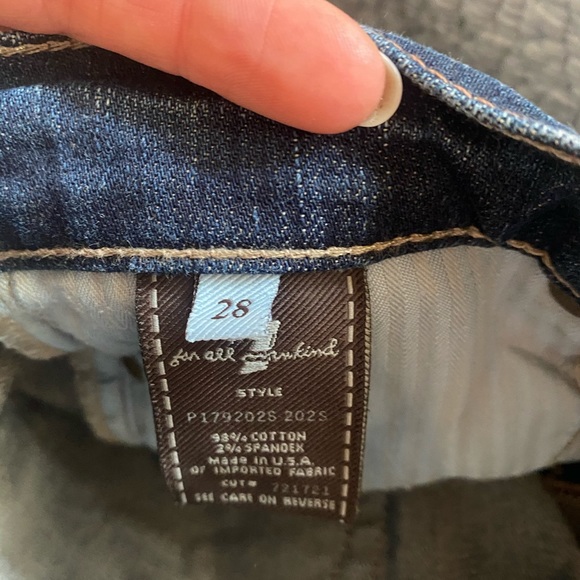 28
for all mankind
STYLE
P179202S 202S
98% COTTON
2% SPANDEX
MADE IN U.S.A.
OF IMPORTED FABRIC
CUT# 721721
SEE CARE ON REVERSE